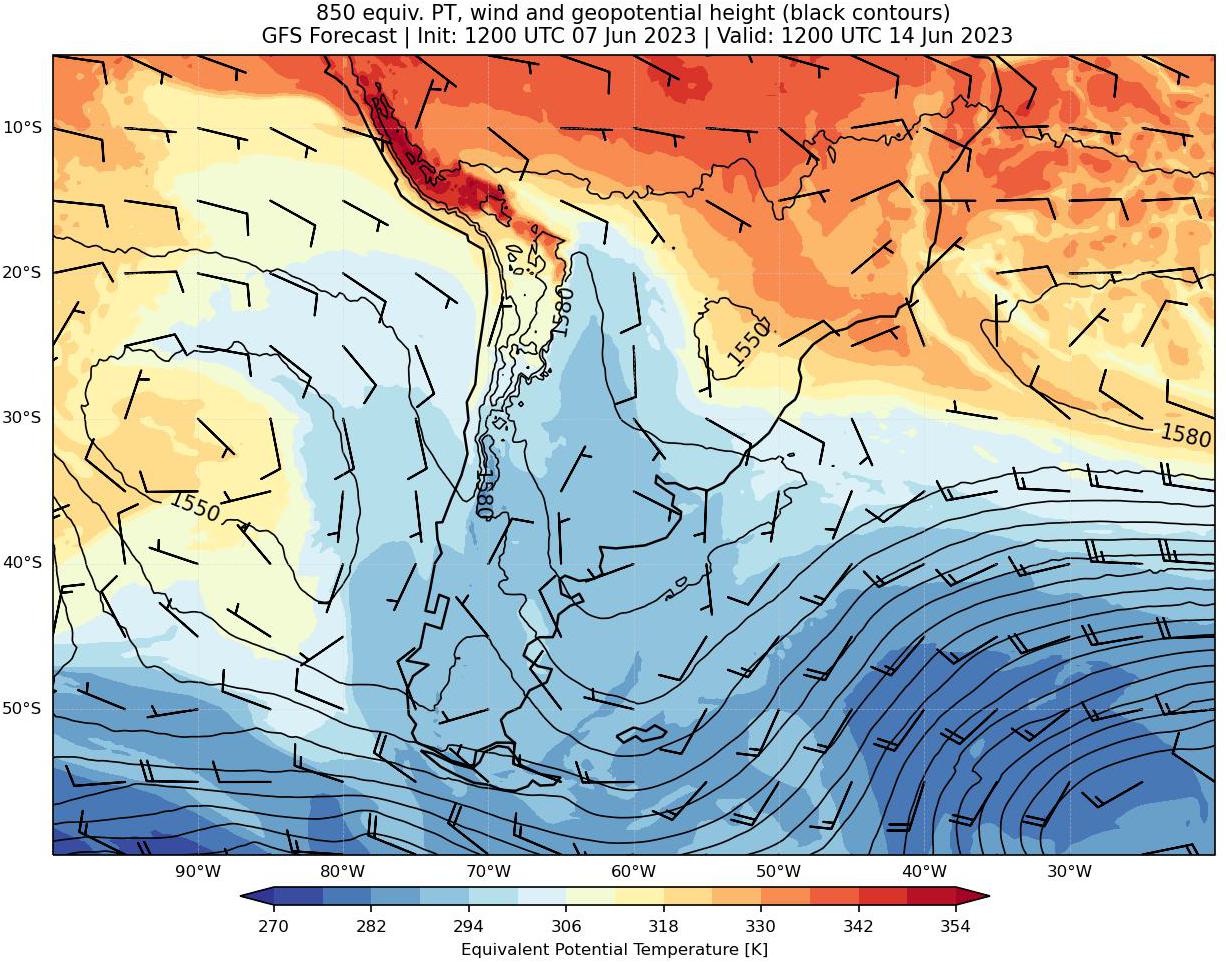 850 equiv. PT, wind and geopotential height (black contours)
GFS Forecast | Init: 1200 UTC 07 Jun 2023 | Valid: 1200 UTC 14 Jun 2023
10°S
20°S
1580
1550
30°S
1580
1550
1580
40°S
50°S
90°W 80°W 70°W 60°W 50°W 40°W 30°W
270 282 294 306 318 330 342 354
Equivalent Potential Temperature [K]